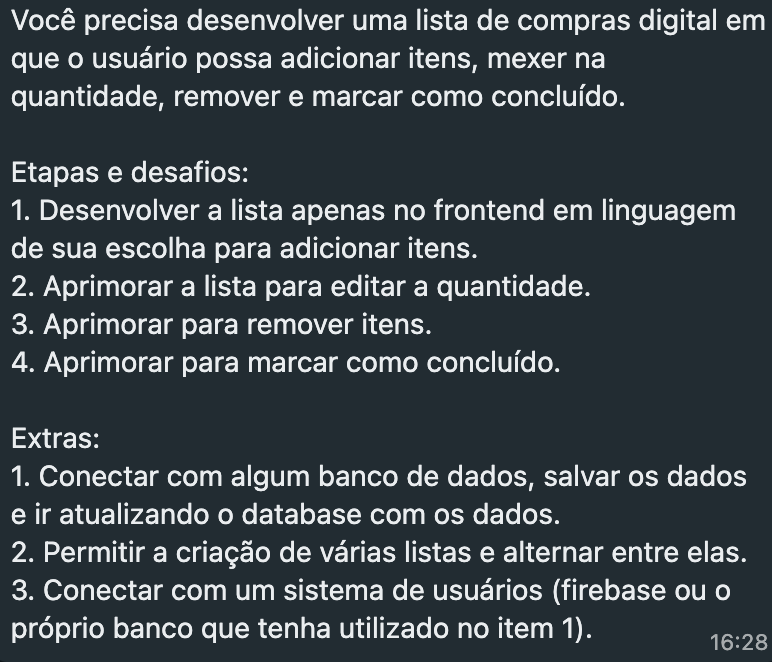 Você precisa desenvolver uma lista de compras digital em
que o usuário possa adicionar itens, mexer na
quantidade, remover e marcar como concluído.

Etapas e desafios:
1. Desenvolver a lista apenas no frontend em linguagem
de sua escolha para adicionar itens.
2. Aprimorar a lista para editar a quantidade.
3. Aprimorar para remover itens.
4. Aprimorar para marcar como concluído.

Extras:
1. Conectar com algum banco de dados, salvar os dados
e ir atualizando o database com os dados.
2. Permitir a criação de várias listas e alternar entre elas.
3. Conectar com um sistema de usuários (firebase ou o
próprio banco que tenha utilizado no item 1).
16:28